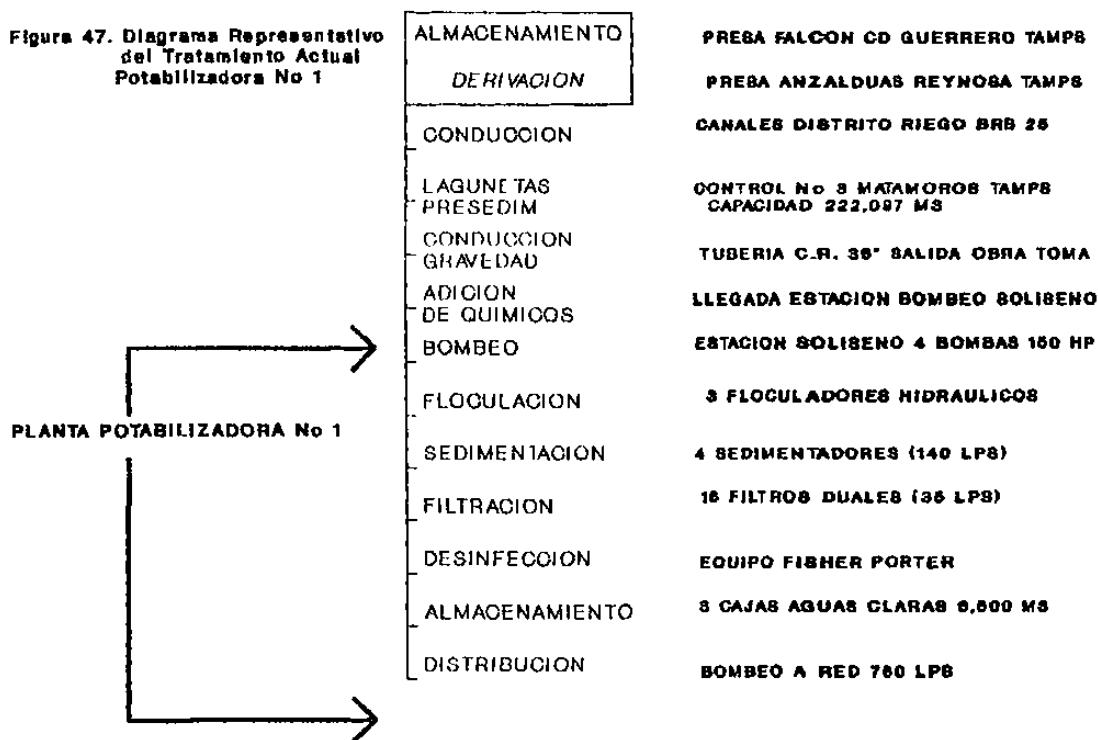 Figura 47. Diagrama Representativo
del Tratamiento Actual
Potabilizadora No 1
ALMACENAMIENTO PRESA FALCON CD GUERRERO TAMPS
DERIVACION PRESA ANZALDUAS REYNOSA TAMPS
CONDUCCION CANALES DISTRITO RIEGO BRB 25
LAGUNETAS CONTROL No 3 MATAMOROS TAMPS
PRESEDIM CAPACIDAD 222,097 M3
CONDUCCION
GRAVEDAD TUBERIA C.R. 36" SALIDA OBRA TOMA
ADICION
DE QUIMICOS LLEGADA ESTACION BOMBEO SOLISENO
BOMBEO ESTACION SOLISENO 4 BOMBAS 150 HP
FLOCULACION 3 FLOCULADORES HIDRAULICOS
PLANTA POTABILIZADORA No 1
SEDIMENTACION 4 SEDIMENTADORES (140 LPS)
FILTRACION 16 FILTROS DUALES (35 LPS)
DESINFECCION EQUIPO FISHER PORTER
ALMACENAMIENTO 3 CAJAS AGUAS CLARAS M3
DISTRIBUCION BOMBEO A RED 760 LPS